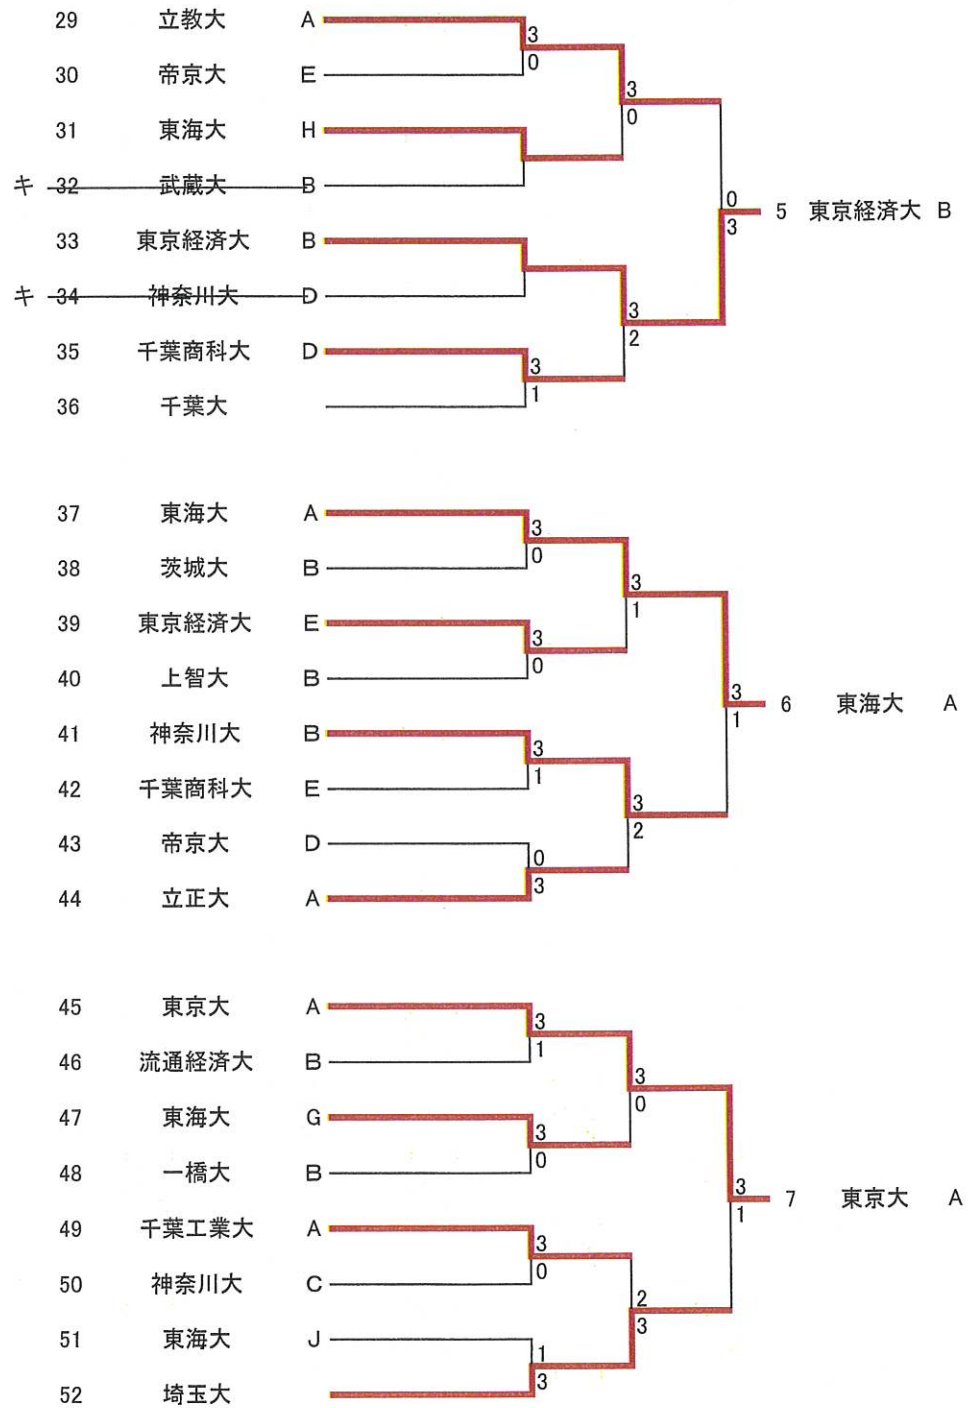 29 立教大 A
3
0
30 帝京大 E
3
0
31 東海大 H
キ 32 武蔵大 B
0
5 東京経済大 B
3
33 東京経済大 B
キ 34 神奈川大 D
3
2
35 千葉商科大 D
3
1
36 千葉大
37 東海大 A
3
0
38 茨城大 B
3
1
39 東京経済大 E
3
0
40 上智大 B
3
6 東海大 A
1
41 神奈川大 B
3
1
42 千葉商科大 E
3
2
43 帝京大 D
0
3
44 立正大 A
45 東京大 A
3
1
46 流通経済大 B
3
0
47 東海大 G
3
0
48 一橋大 B
3
7 東京大 A
1
49 千葉工業大 A
3
0
50 神奈川大 C
2
3
51 東海大 J
1
3
52 埼玉大